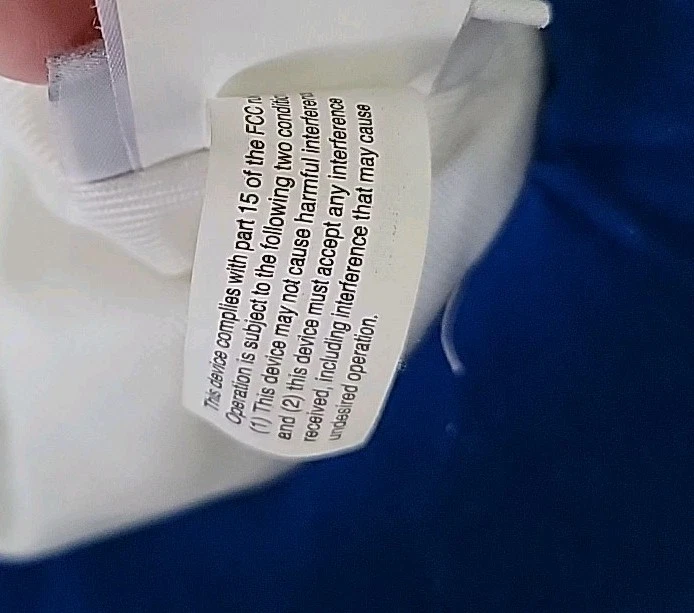 This device complies with part 15 of the FCC
Operation is subject to the following two conditio
(1) This device may not cause harmful interferen
and (2) this device must accept any interference
received, including interference that may cause
undesired operation.